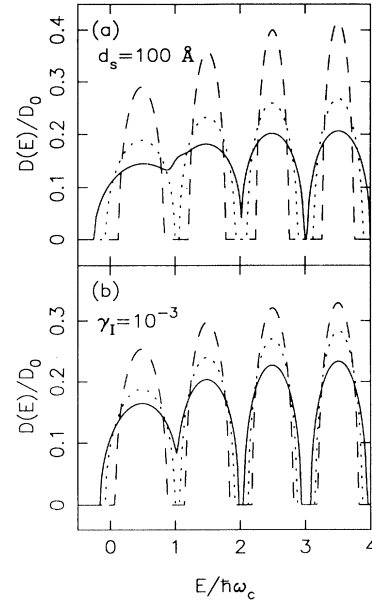 (a)
d_s=100 Å
D(E)/D_0
0.4
0.3
0.2
0.1
0
(b)
γ_I=10^-3
D(E)/D_0
0.3
0.2
0.1
0
0 1 2 3 4
E/ħω_c